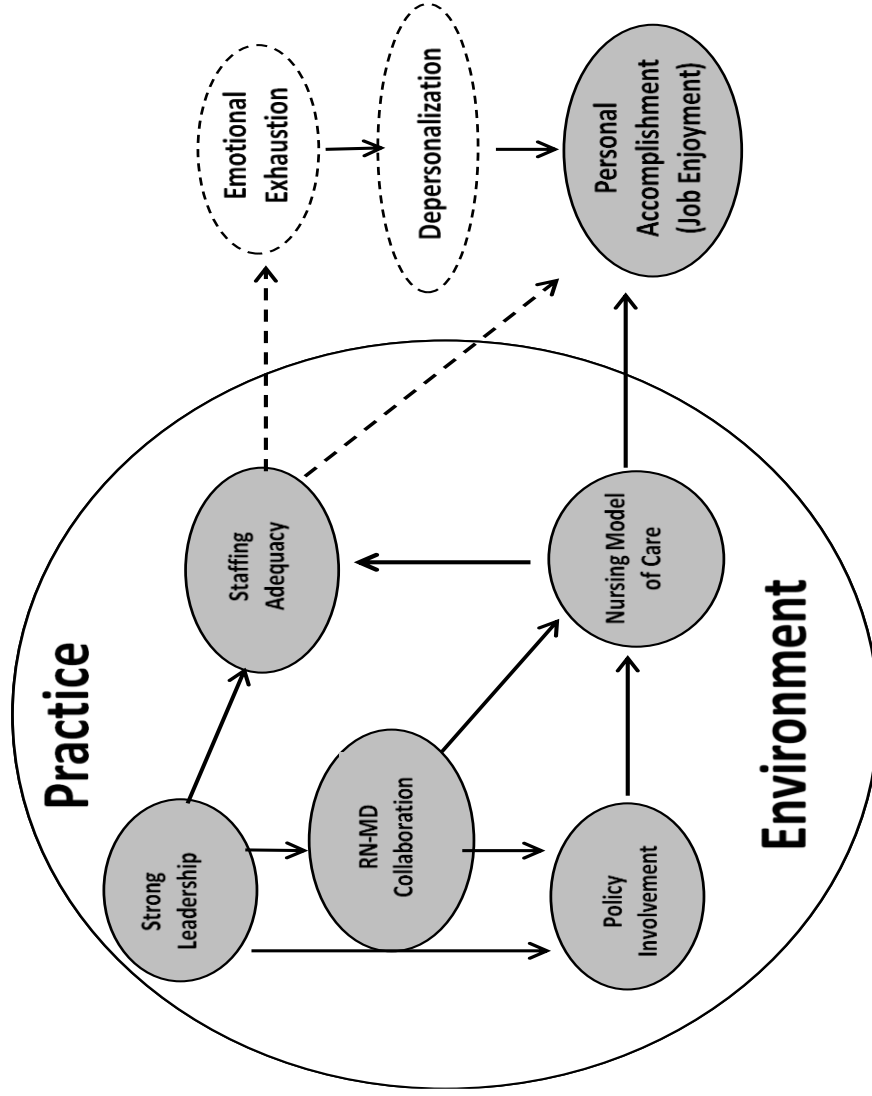 Practice
Strong
Leadership
Staffing
Adequacy
Emotional
Exhaustion
RN-MD
Collaboration
Depersonalization
Policy
Involvement
Nursing Model
of Care
Personal
Accomplishment
(Job Enjoyment)
Environment